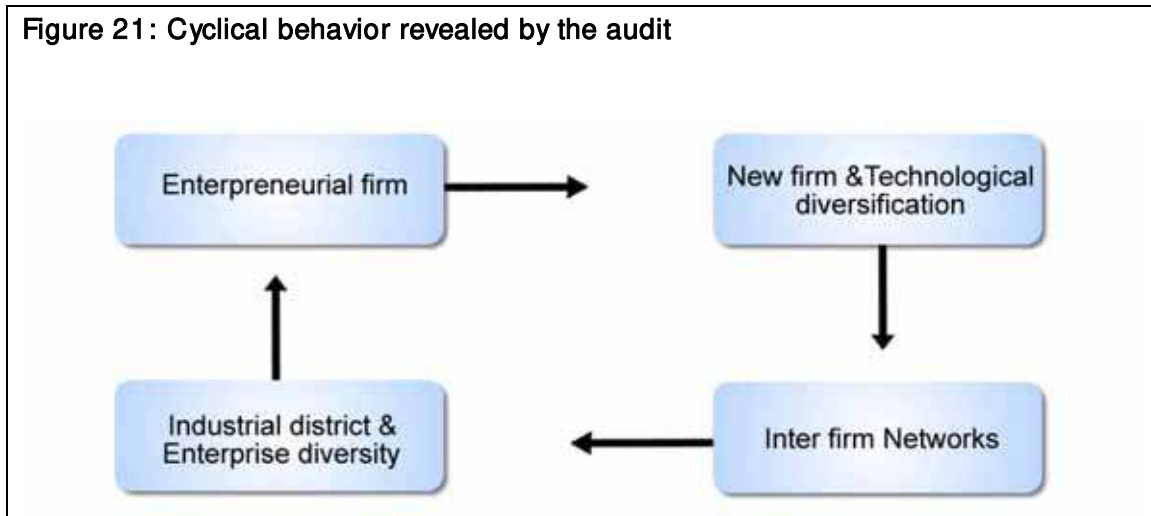 Figure 21: Cyclical behavior revealed by the audit
Enterpreneurial firm
New firm &Technological
diversification
Industrial district &
Enterprise diversity
Inter firm Networks